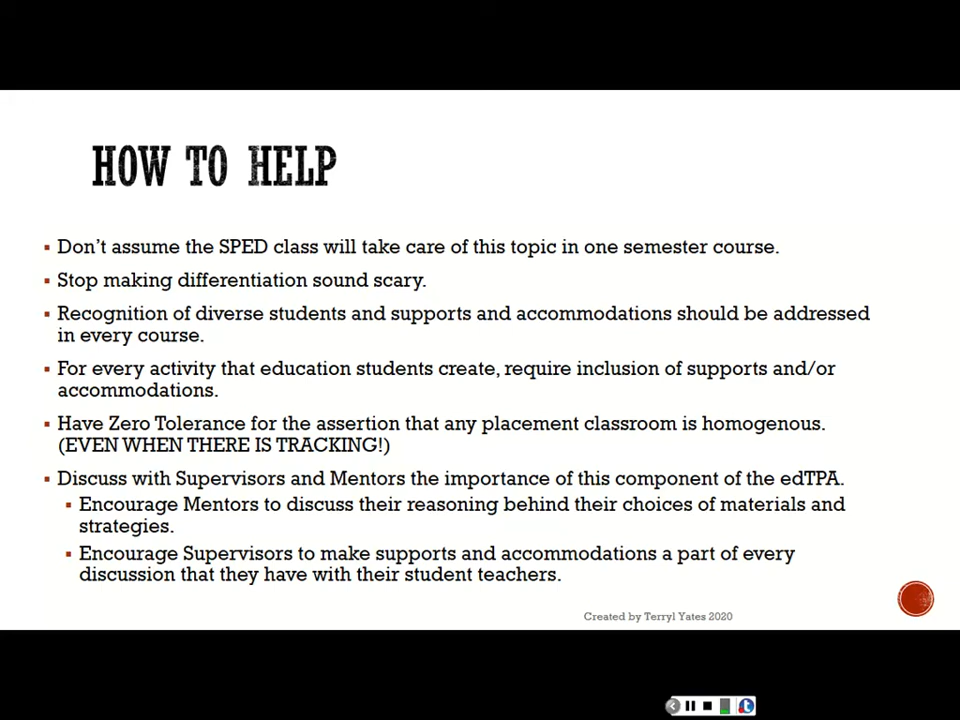 HOW TO HELP
Don't assume the SPED class will take care of this topic in one semester course.
Stop making differentiation sound scary.
Recognition of diverse students and supports and accommodations should be addressed
in every course.
For every activity that education students create, require inclusion of supports and/or
accommodations.
Have Zero Tolerance for the assertion that any placement classroom is homogenous.
(EVEN WHEN THERE IS TRACKING!)
Discuss with Supervisors and Mentors the importance of this component of the edTPA.
Encourage Mentors to discuss their reasoning behind their choices of materials and
strategies.
Encourage Supervisors to make supports and accommodations a part of every
discussion that they have with their student teachers.
Created by Terryl Yates 2020